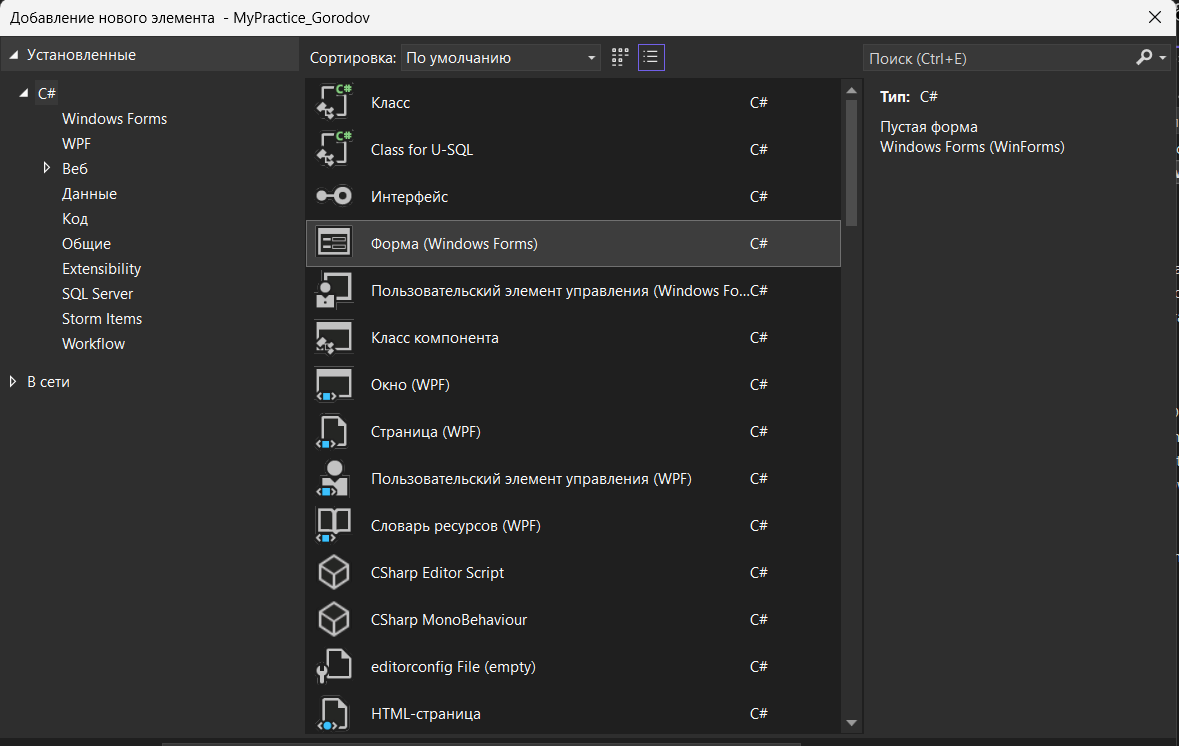 Добавление нового элемента - MyPractice_Gorodov
Установленные
C#
Windows Forms
WPF
Веб
Данные
Код
Общие
Extensibility
SQL Server
Storm Items
Workflow
В сети
Сортировка: По умолчанию
Класс C#
Class for U-SQL C#
Интерфейс C#
Форма (Windows Forms) C#
Пользовательский элемент управления (Windows Fo... C#
Класс компонента C#
Окно (WPF) C#
Страница (WPF) C#
Пользовательский элемент управления (WPF) C#
Словарь ресурсов (WPF) C#
CSharp Editor Script C#
CSharp MonoBehaviour C#
editorconfig File (empty) C#
HTML-страница C#
Поиск (Ctrl+E)
Тип: C#
Пустая форма
Windows Forms (WinForms)